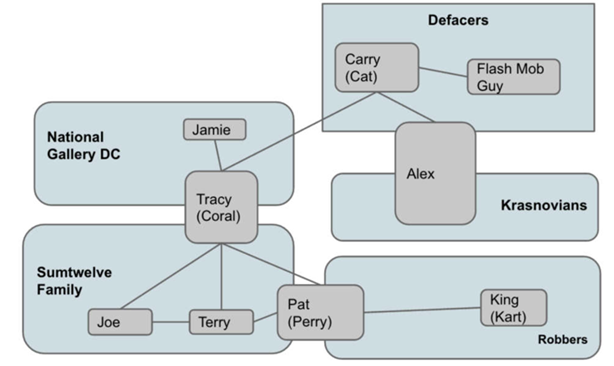 Defacers
Carry
(Cat)
Flash Mob
Guy
National
Gallery DC
Jamie
Alex
Tracy
(Coral)
Krasnovians
Sumtwelve
Family
Joe
Terry
Pat
(Perry)
King
(Kart)
Robbers